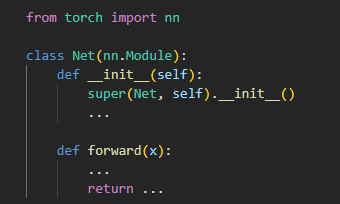 from torch import nn
class Net(nn.Module):
    def __init__(self):
        super(Net, self).__init__()
        ...
    def forward(x):
        ...
        return ...